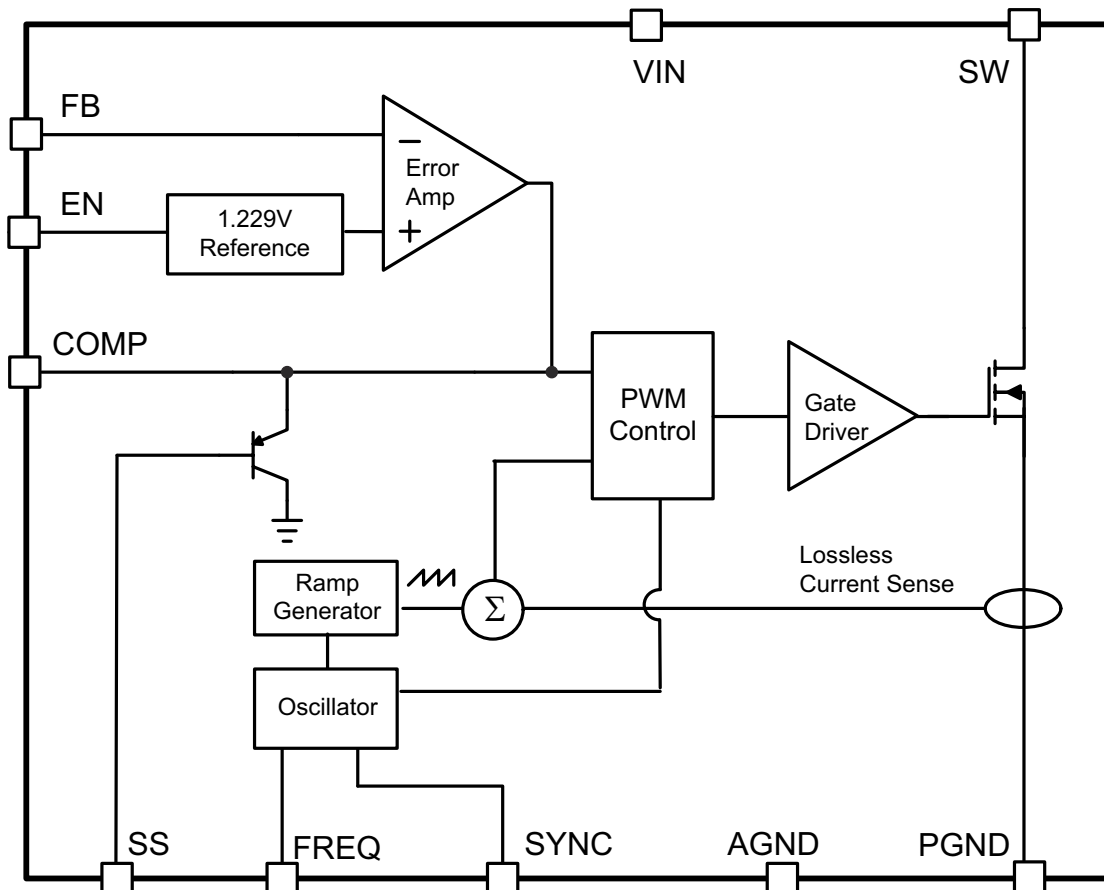 VIN
SW
FB
Error
Amp
EN
1.229V
Reference
COMP
PWM
Control
Gate
Driver
Lossless
Current Sense
Ramp
Generator
Σ
Oscillator
SS
FREQ
SYNC
AGND
PGND